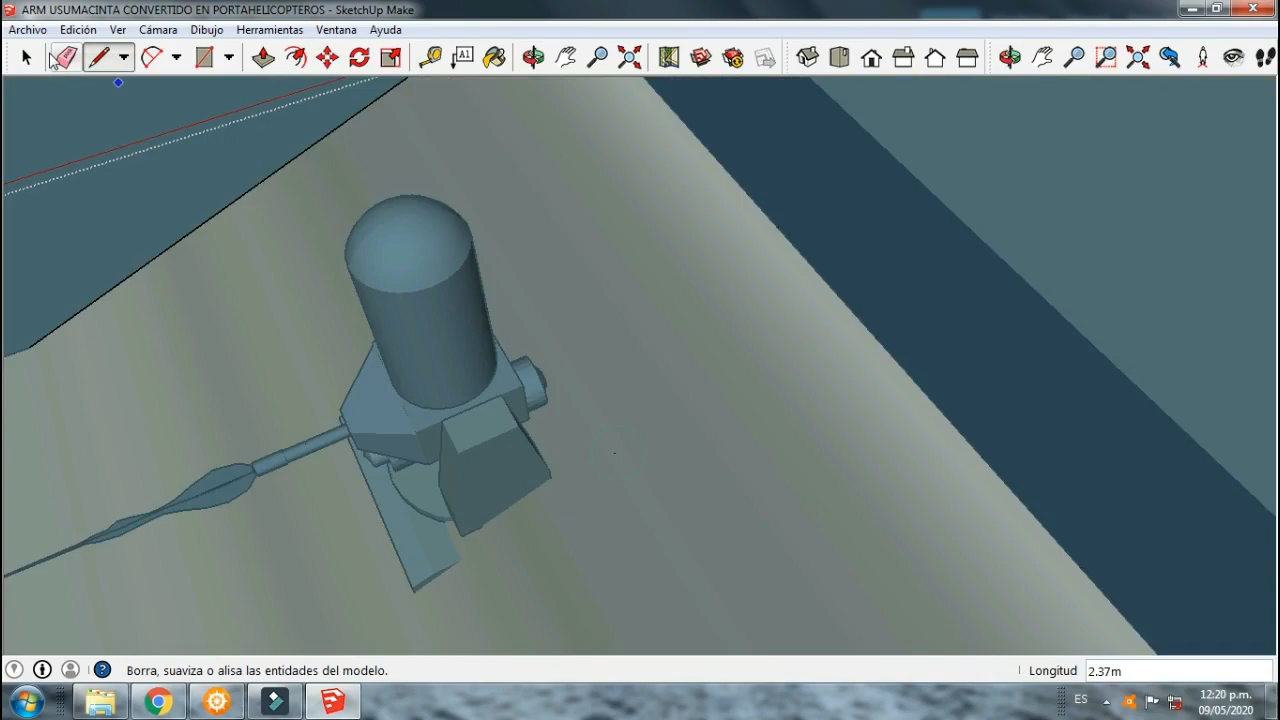 ARM USUMACINTA CONVERTIDO EN PORTAHELICOPTEROS - SketchUp Make
Archivo Edición Ver Cámara Dibujo Herramientas Ventana Ayuda
A1
Borra, suaviza o alisa las entidades del modelo.
Longitud 2.37m
ES
12:20 p.m.
09/05/2020